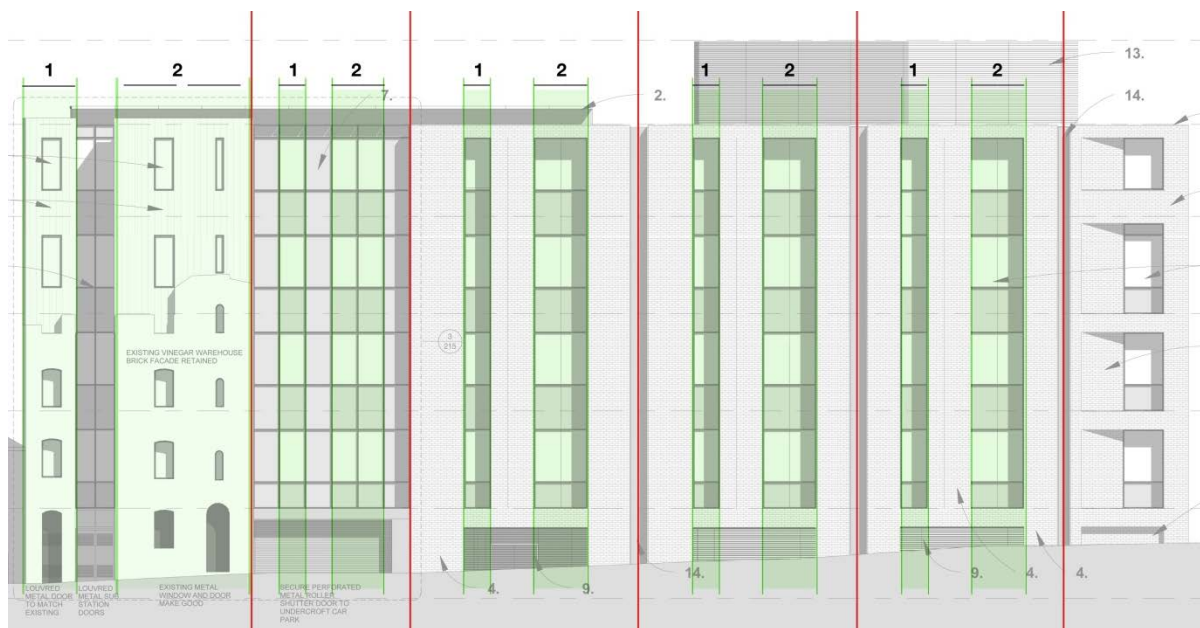 1
2
1
2
1
2
1
2
1
2
13.
7.
2.
14.
3
215
EXISTING VINEGAR WAREHOUSE
BRICK FACADE RETAINED
4.
9.
14.
9.
4.
4.
LOUVRED
METAL DOOR
TO MATCH
EXISTING
LOUVRED
METAL SUB
STATION
DOORS
EXISTING METAL
WINDOW AND DOOR
MAKE GOOD
SECURE PERFORATED
METAL ROLLER
SHUTTER DOOR TO
UNDERCROFT CAR
PARK